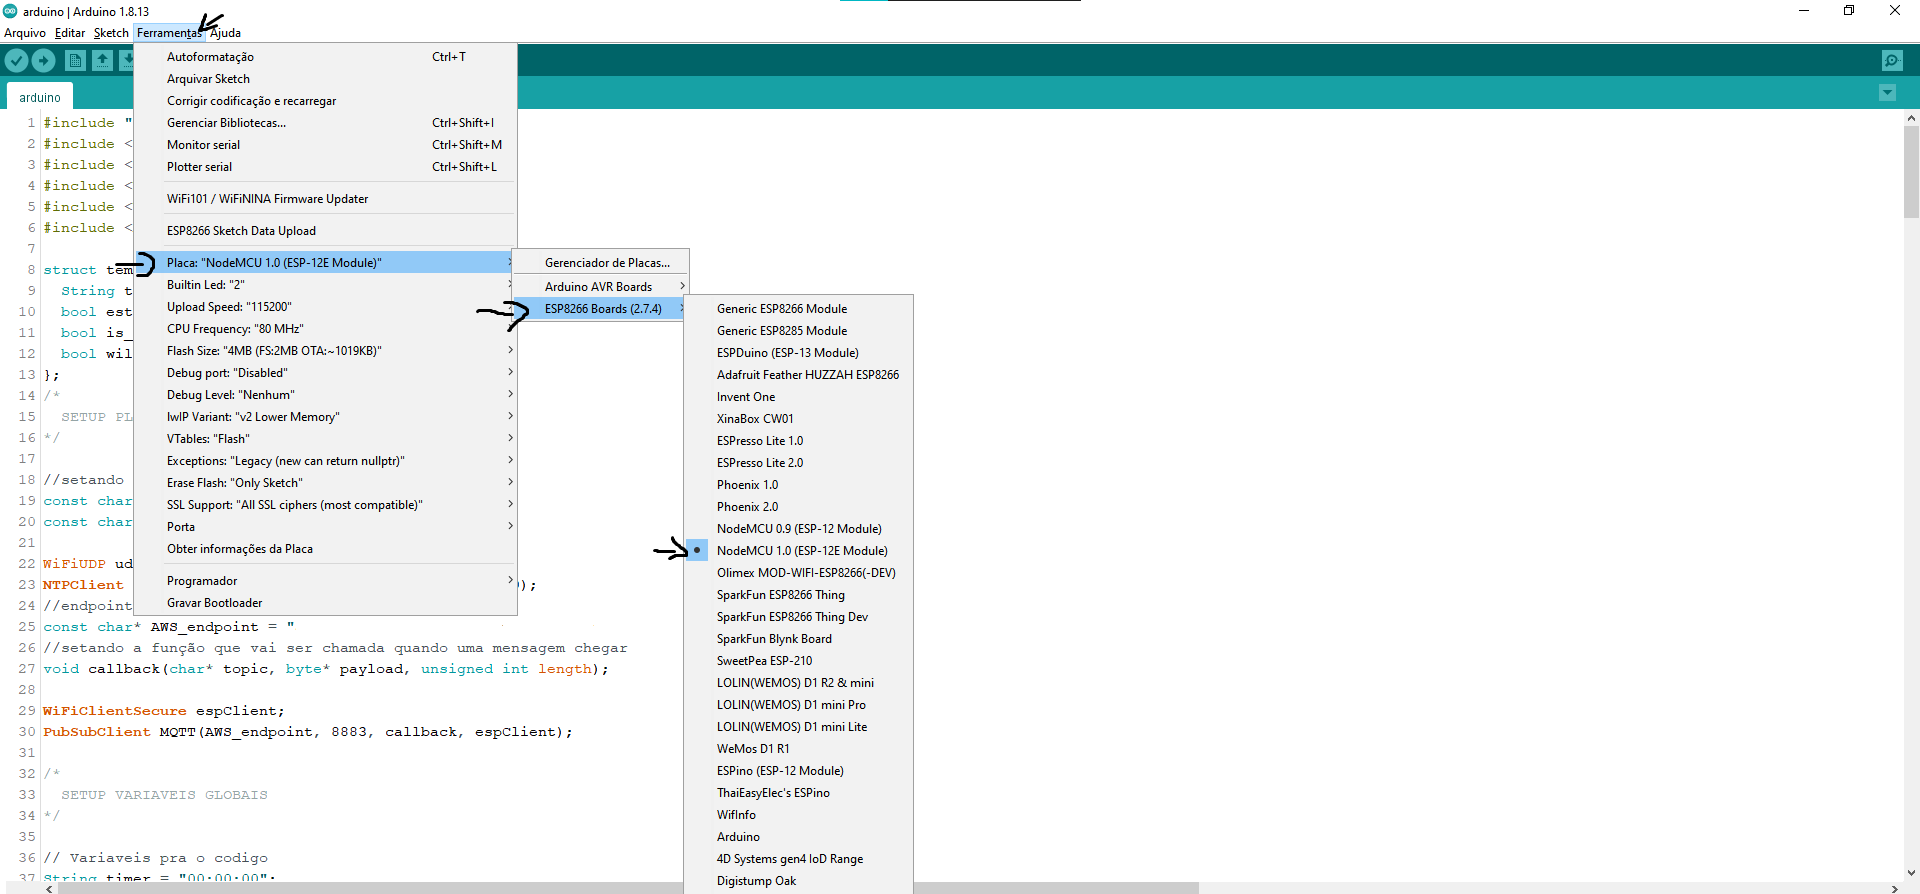 arduino | Arduino 1.8.13
Arquivo Editar Sketch Ferramentas Ajuda
arduino
Autoformatação Ctrl+T
Arquivar Sketch
Corrigir codificação e recarregar
Gerenciar Bibliotecas... Ctrl+Shift+I
Monitor serial Ctrl+Shift+M
Plotter serial Ctrl+Shift+L
WiFi101 / WiFiNINA Firmware Updater
ESP8266 Sketch Data Upload
Placa: "NodeMCU 1.0 (ESP-12E Module)"
Builtin Led: "2"
Upload Speed: "115200"
CPU Frequency: "80 MHz"
Flash Size: "4MB (FS:2MB OTA:~1019KB)"
Debug port: "Disabled"
Debug Level: "Nenhum"
lwIP Variant: "v2 Lower Memory"
VTables: "Flash"
Exceptions: "Legacy (new can return nullptr)"
Erase Flash: "Only Sketch"
SSL Support: "All SSL ciphers (most compatible)"
Porta
Obter informações da Placa
Programador
Gravar Bootloader
Gerenciador de Placas...
Arduino AVR Boards
ESP8266 Boards (2.7.4)
Generic ESP8266 Module
Generic ESP8285 Module
ESPDuino (ESP-13 Module)
Adafruit Feather HUZZAH ESP8266
Invent One
XinaBox CW01
ESPresso Lite 1.0
ESPresso Lite 2.0
Phoenix 1.0
Phoenix 2.0
NodeMCU 0.9 (ESP-12 Module)
NodeMCU 1.0 (ESP-12E Module)
Olimex MOD-WIFI-ESP8266(-DEV)
SparkFun ESP8266 Thing
SparkFun ESP8266 Thing Dev
SparkFun Blynk Board
SweetPea ESP-210
LOLIN(WEMOS) D1 R2 & mini
LOLIN(WEMOS) D1 mini Pro
LOLIN(WEMOS) D1 mini Lite
WeMos D1 R1
ESPino (ESP-12 Module)
ThaiEasyElec's ESPino
WifInfo
Arduino
4D Systems gen4 IoD Range
Digistump Oak
1 #include "
2 #include <
3 #include <
4 #include <
5 #include <
6 #include <
7
8 struct tem
9 String t
10 bool est
11 bool is_
12 bool wil
13 };
14 /*
15 SETUP PL
16 */
17
18 //setando
19 const char
20 const char
21
22 WiFiUDP ud
23 NTPClient );
24 //endpoint
25 const char* AWS_endpoint = "
26 //setando a função que vai ser chamada quando uma mensagem chegar
27 void callback(char* topic, byte* payload, unsigned int length);
28
29 WiFiClientSecure espClient;
30 PubSubClient MQTT(AWS_endpoint, 8883, callback, espClient);
31
32 /*
33 SETUP VARIAVEIS GLOBAIS
34 */
35
36 // Variaveis pra o codigo
37 String timer = "00:00:00";